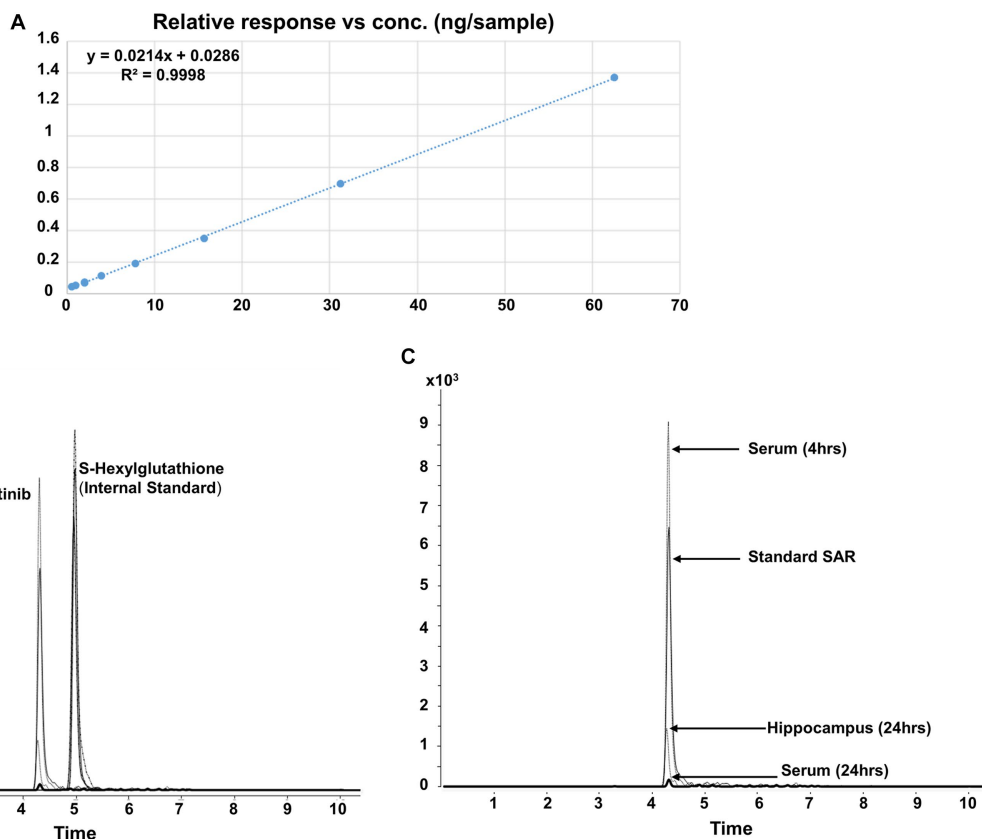 A
Relative response vs conc. (ng/sample)
1.6
1.4
1.2
1
0.8
0.6
0.4
0.2
0
y = 0.0214x + 0.0286
R² = 0.9998
0 10 20 30 40 50 60 70
tinib
S-Hexylglutathione
(Internal Standard)
4 5 6 7 8 9 10
Time
C
x10³
9
8
7
6
5
4
3
2
1
0
Serum (4hrs)
Standard SAR
Hippocampus (24hrs)
Serum (24hrs)
1 2 3 4 5 6 7 8 9 10
Time